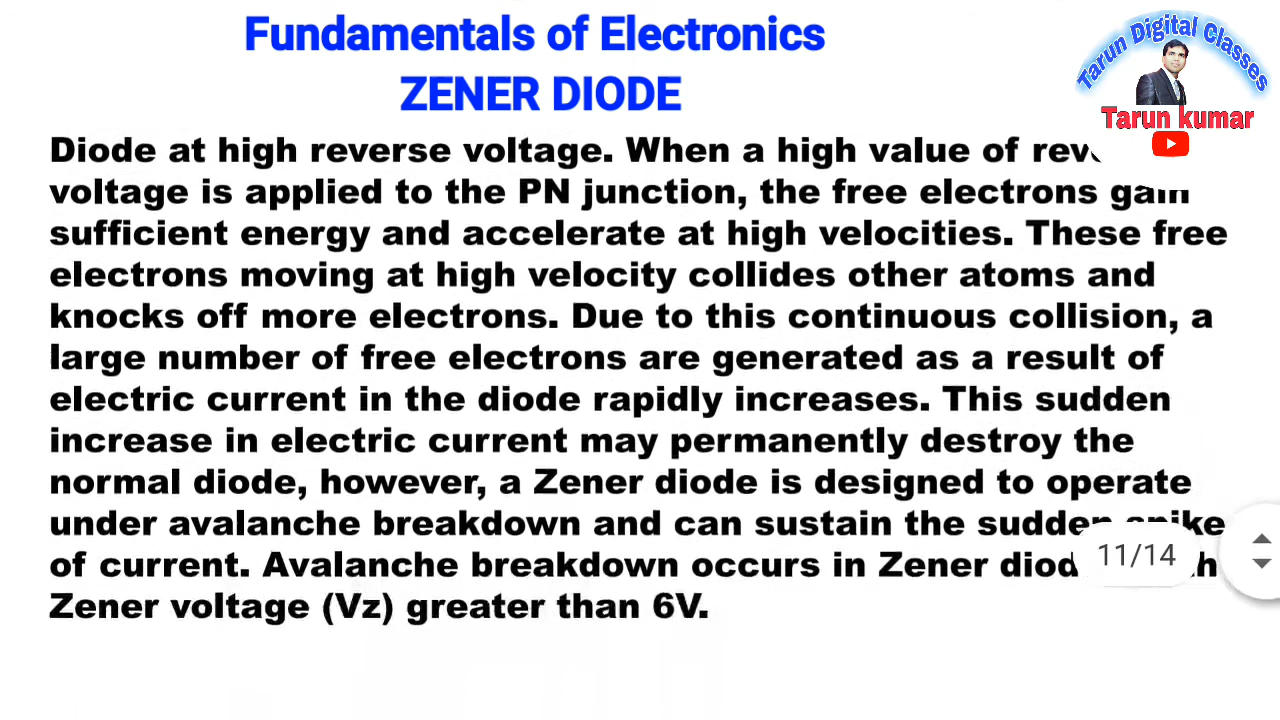 Fundamentals of Electronics
ZENER DIODE
Tarun Digital Classes
Tarun kumar
Diode at high reverse voltage. When a high value of
voltage is applied to the PN junction, the free electrons gain
sufficient energy and accelerate at high velocities. These free
electrons moving at high velocity collides other atoms and
knocks off more electrons. Due to this continuous collision, a
large number of free electrons are generated as a result of
electric current in the diode rapidly increases. This sudden
increase in electric current may permanently destroy the
normal diode, however, a Zener diode is designed to operate
under avalanche breakdown and can sustain the sudden spike
of current. Avalanche breakdown occurs in Zener
11/14
Zener voltage (Vz) greater than 6V.